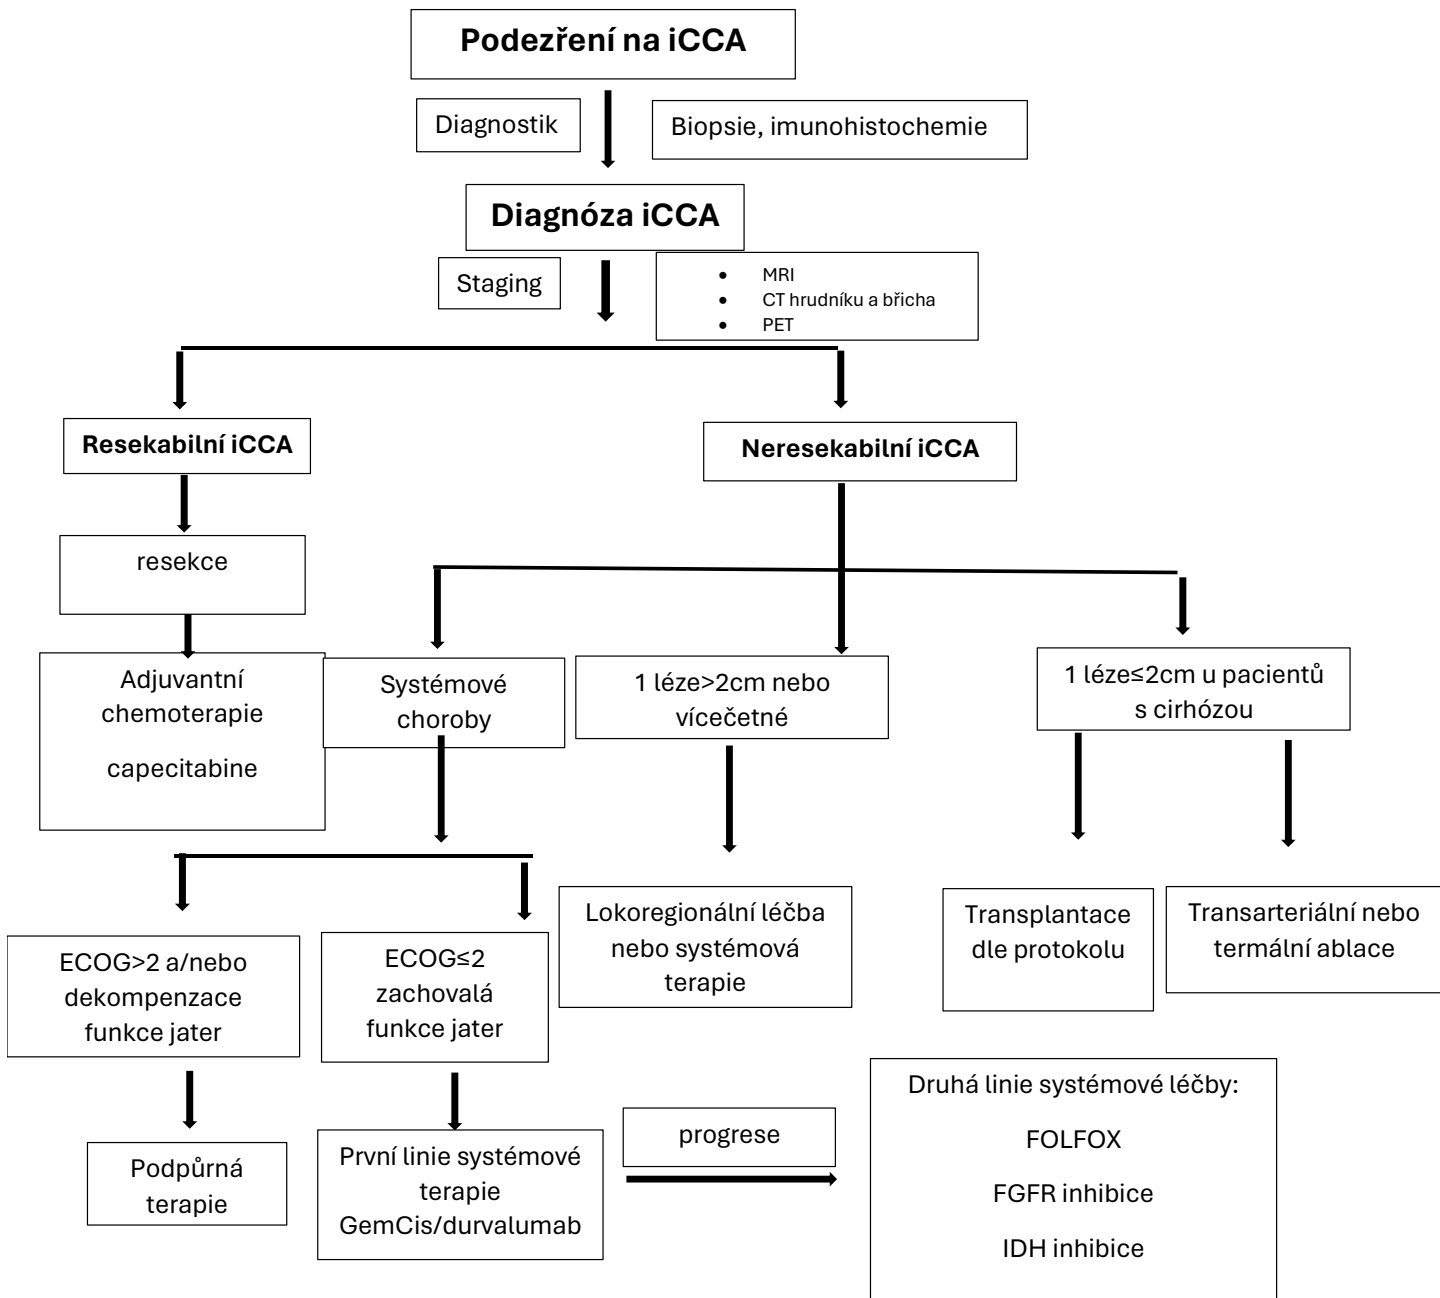 Podezření na iCCA
Diagnostik
Biopsie, imunohistochemie
Diagnóza iCCA
Staging
• MRI
• CT hrudníku a břicha
• PET
Resekabilní iCCA
Neresekabilní iCCA
resekce
Adjuvantní
chemoterapie
capecitabine
Systémové
choroby
1 léze>2cm nebo
vícečetné
1 léze≤2cm u pacientů
s cirhózou
ECOG>2 a/nebo
dekompenzace
funkce jater
ECOG≤2
zachovalá
funkce jater
Lokoregionální léčba
nebo systémová
terapie
Transplantace
dle protokolu
Transarteriální nebo
termální ablace
Podpůrná
terapie
První linie systémové
terapie
GemCis/durvalumab
progrese
Druhá linie systémové léčby:
FOLFOX
FGFR inhibice
IDH inhibice